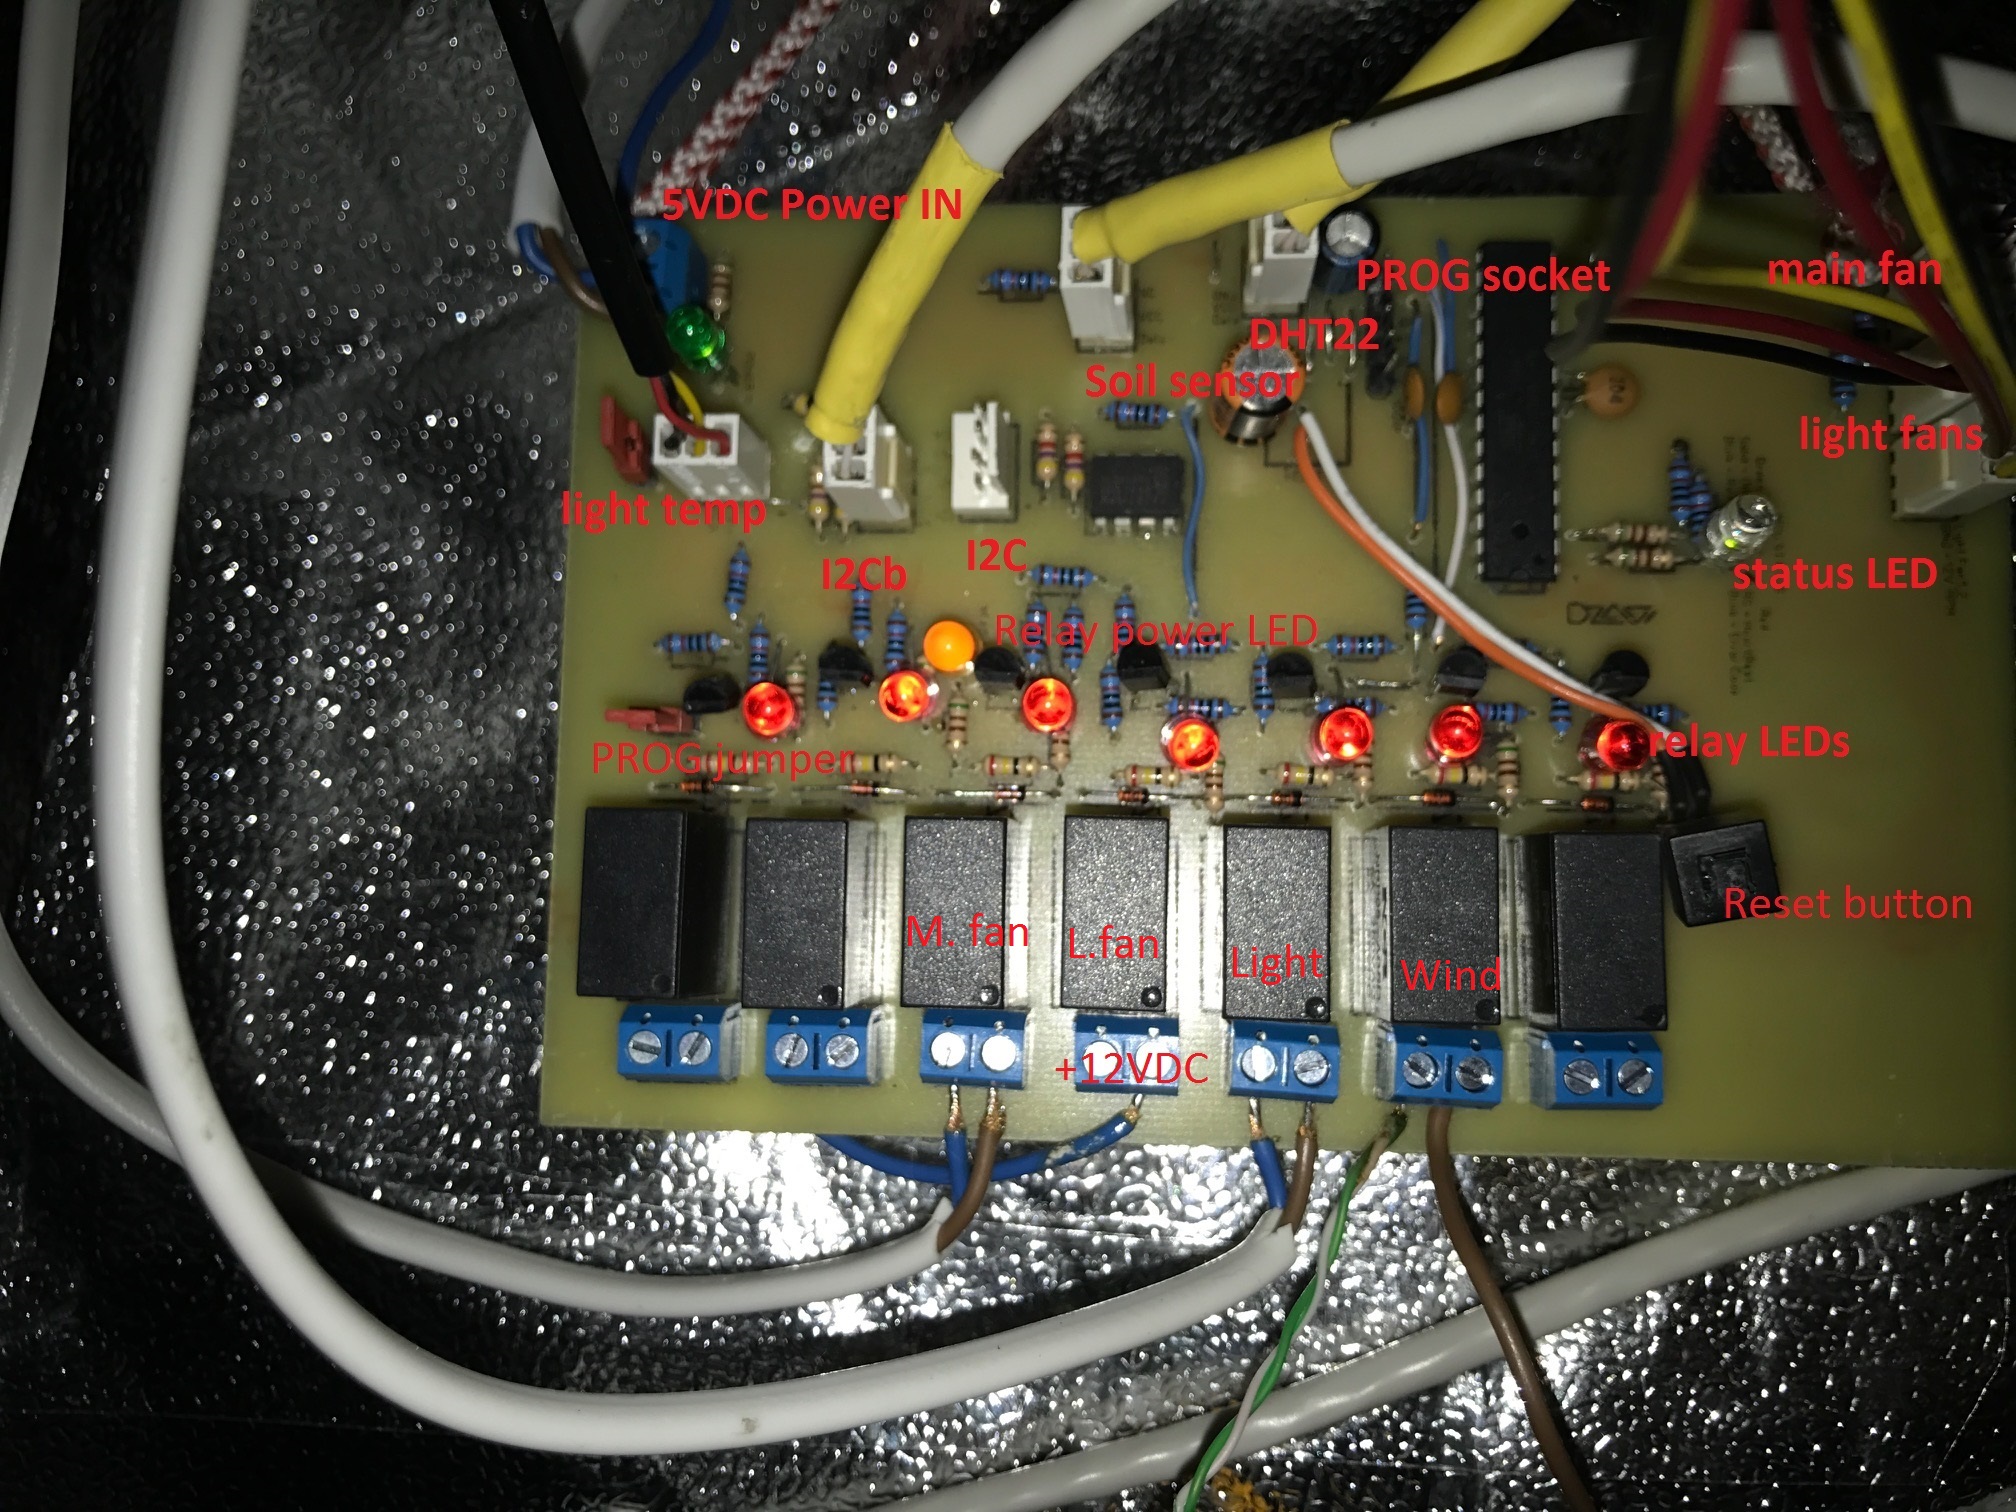 5VDC Power IN
PROG socket
main fan
DHT22
Soil sensor
light fans
light temp
I2Cb
I2C
status LED
Relay power LED
PROG jumper
relay LEDs
M. fan
L.fan
Light
Wind
Reset button
+12VDC